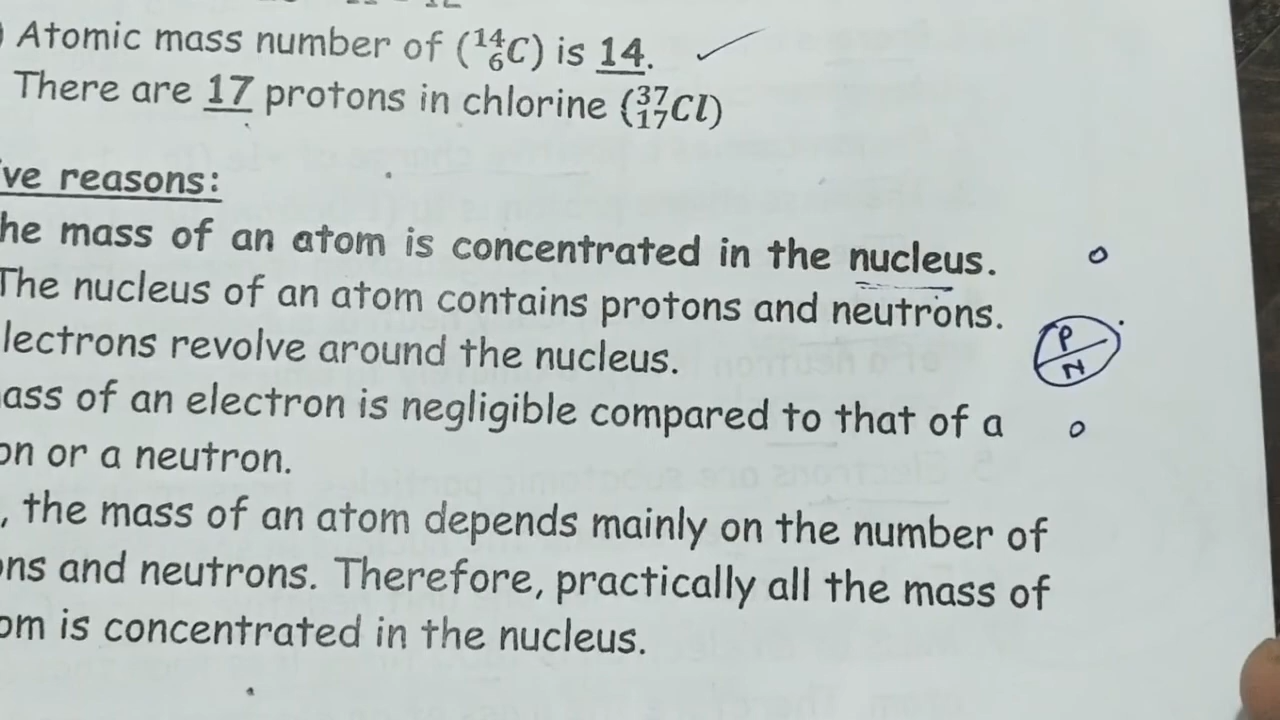 Atomic mass number of (¹⁴₆C) is 14.
There are 17 protons in chlorine (³⁷₁₇Cl)
ve reasons:
he mass of an atom is concentrated in the nucleus.
The nucleus of an atom contains protons and neutrons.
lectrons revolve around the nucleus.
ass of an electron is negligible compared to that of a
on or a neutron.
, the mass of an atom depends mainly on the number of
ons and neutrons. Therefore, practically all the mass of
om is concentrated in the nucleus.
P
N